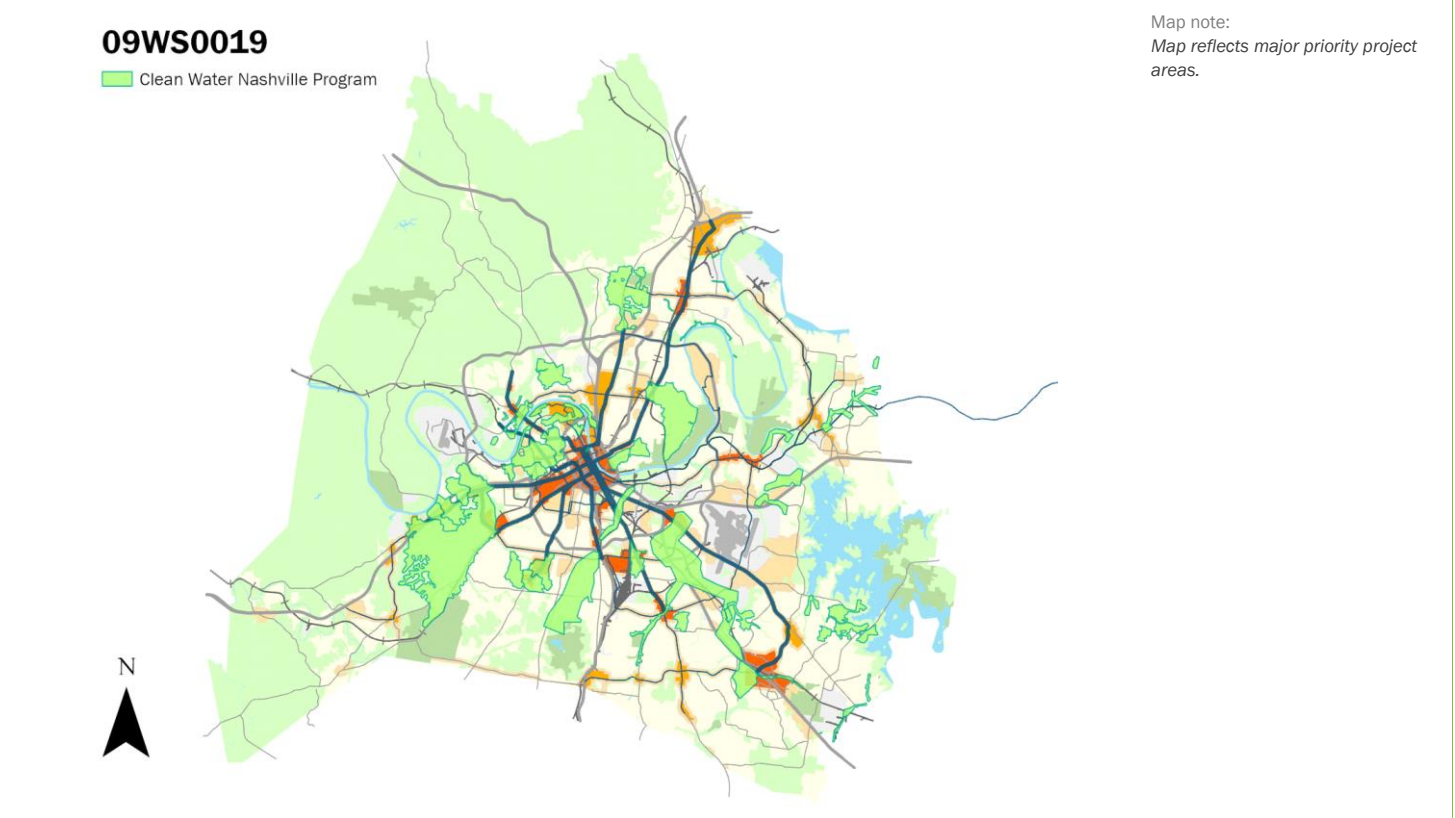 09WS0019
Clean Water Nashville Program
Map note:
Map reflects major priority project
areas.
N